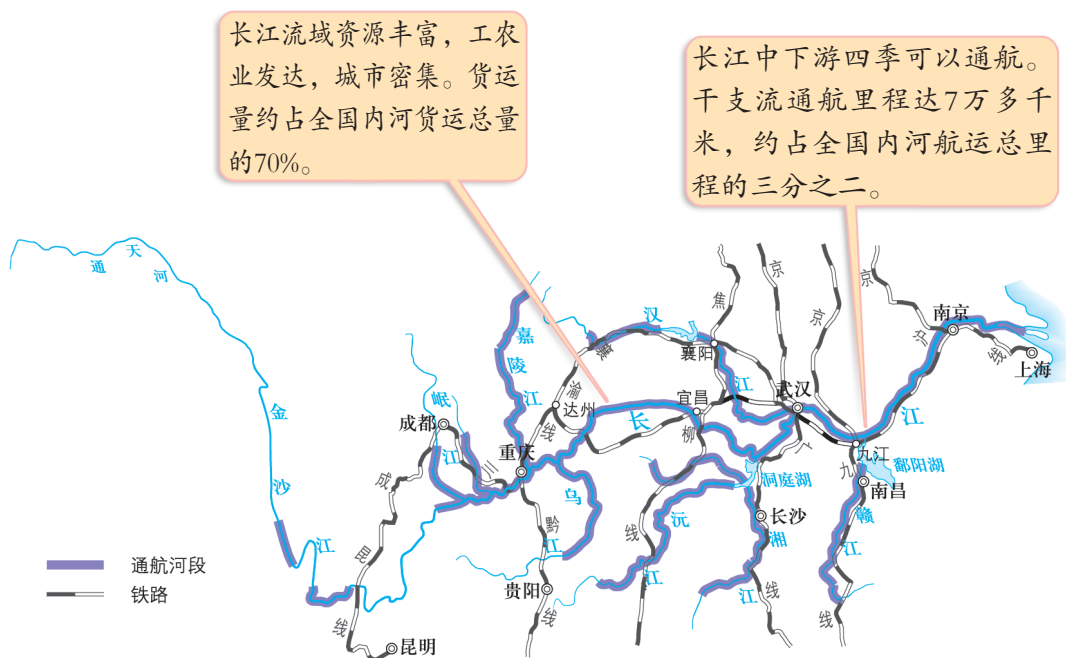 长江流域资源丰富，工农
业发达，城市密集。货运
量约占全国内河货运总量
的70%。
长江中下游四季可以通航。
干支流通航里程达7万多千
米，约占全国内河航运总里
程的三分之二。
通天河
金沙江
岷江
嘉陵江
汉江
长江
乌江
沅江
湘江
赣江
洞庭湖
鄱阳湖
成都
重庆
达州
襄阳
宜昌
武汉
九江
南昌
长沙
南京
上海
贵阳
昆明
成昆线
川黔线
襄渝线
焦柳线
京广线
京九线
京沪线
通航河段
铁路